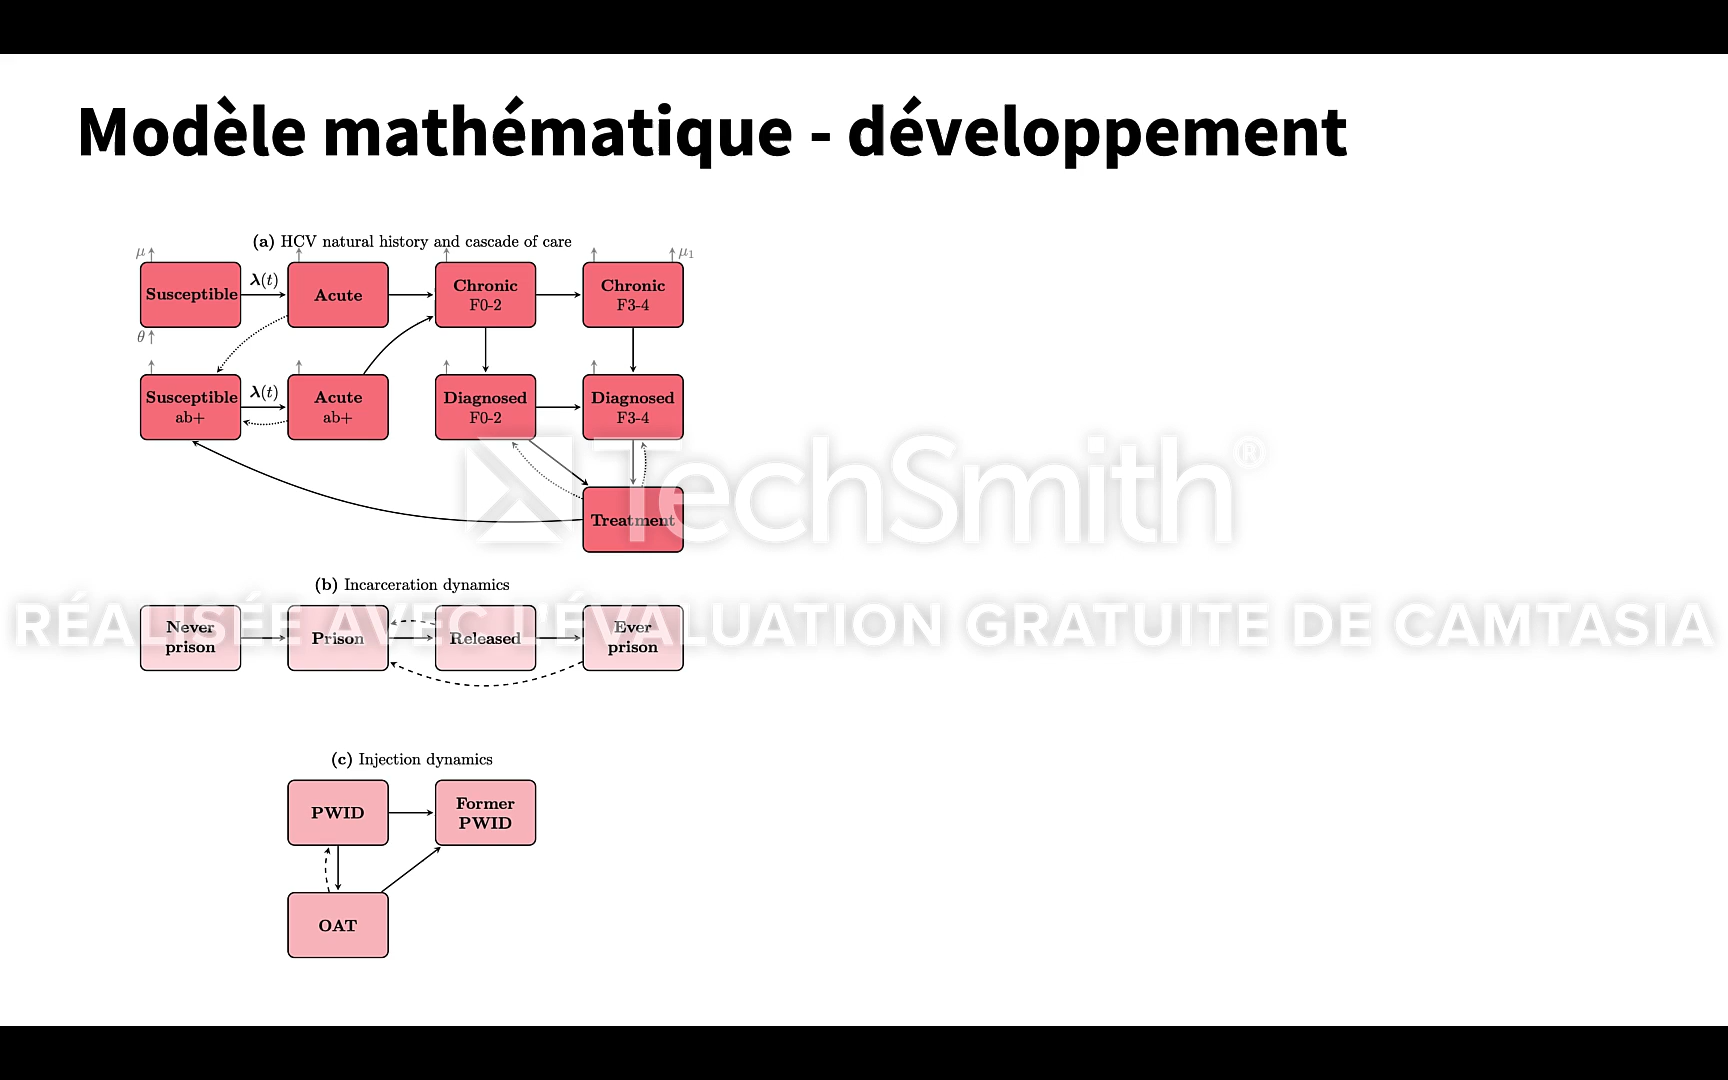 Modèle mathématique - développement
(a) HCV natural history and cascade of care
μ
μ1
Susceptible
λ(t)
Acute
Chronic
F0-2
Chronic
F3-4
θ
Susceptible
ab+
λ(t)
Acute
ab+
Diagnosed
F0-2
Diagnosed
F3-4
TechSmith®
Treatment
(b) Incarceration dynamics
RÉALISÉE AVEC L'ÉVALUATION GRATUITE DE CAMTASIA
Never
prison
Prison
Released
Ever
prison
(c) Injection dynamics
PWID
Former
PWID
OAT